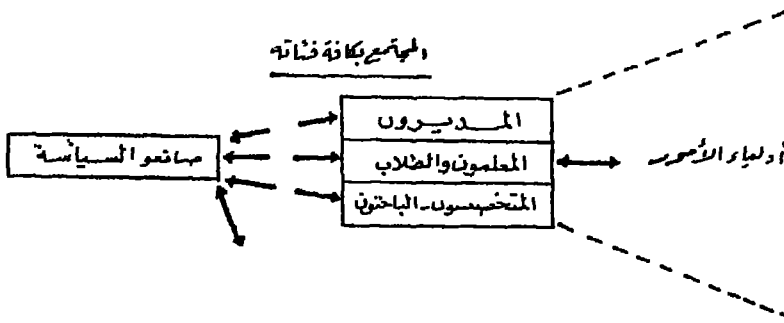 المجتمع بكافة فئاته
المديرون
صانعو السياسة
المعلمون والطلاب
أولياء الأمور
المتخصصون - الباحثون